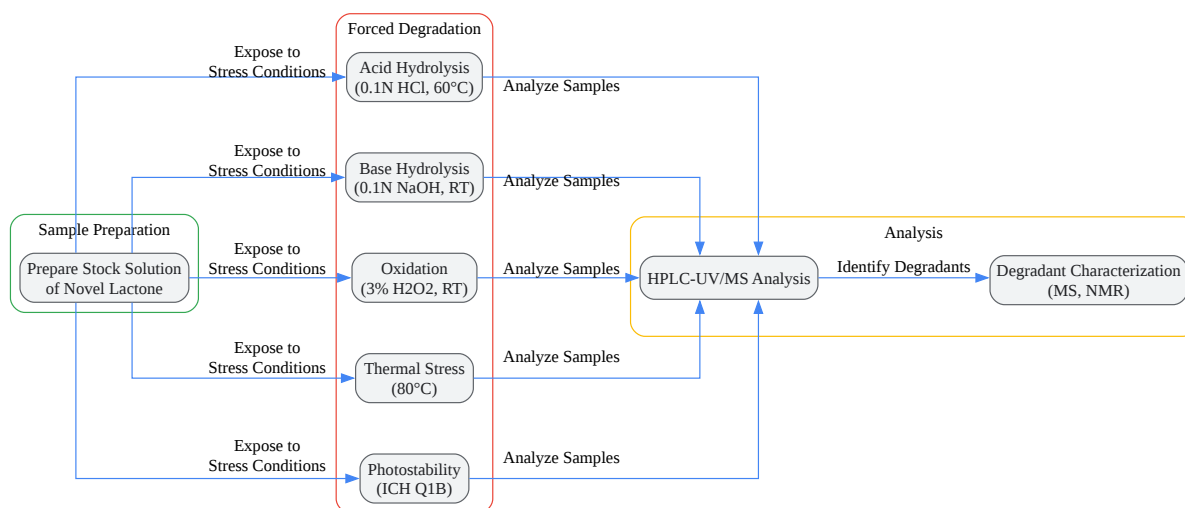 Forced Degradation
Expose to
Stress Conditions
Acid Hydrolysis
(0.1N HCl, 60°C)
Analyze Samples
Expose to
Stress Conditions
Base Hydrolysis
(0.1N NaOH, RT)
Analyze Samples
Sample Preparation
Prepare Stock Solution
of Novel Lactone
Expose to
Stress Conditions
Oxidation
(3% H2O2, RT)
Analyze Samples
Analysis
HPLC-UV/MS Analysis
Identify Degradants
Degradant Characterization
(MS, NMR)
Expose to
Stress Conditions
Thermal Stress
(80°C)
Analyze Samples
Expose to
Stress Conditions
Photostability
(ICH Q1B)
Analyze Samples